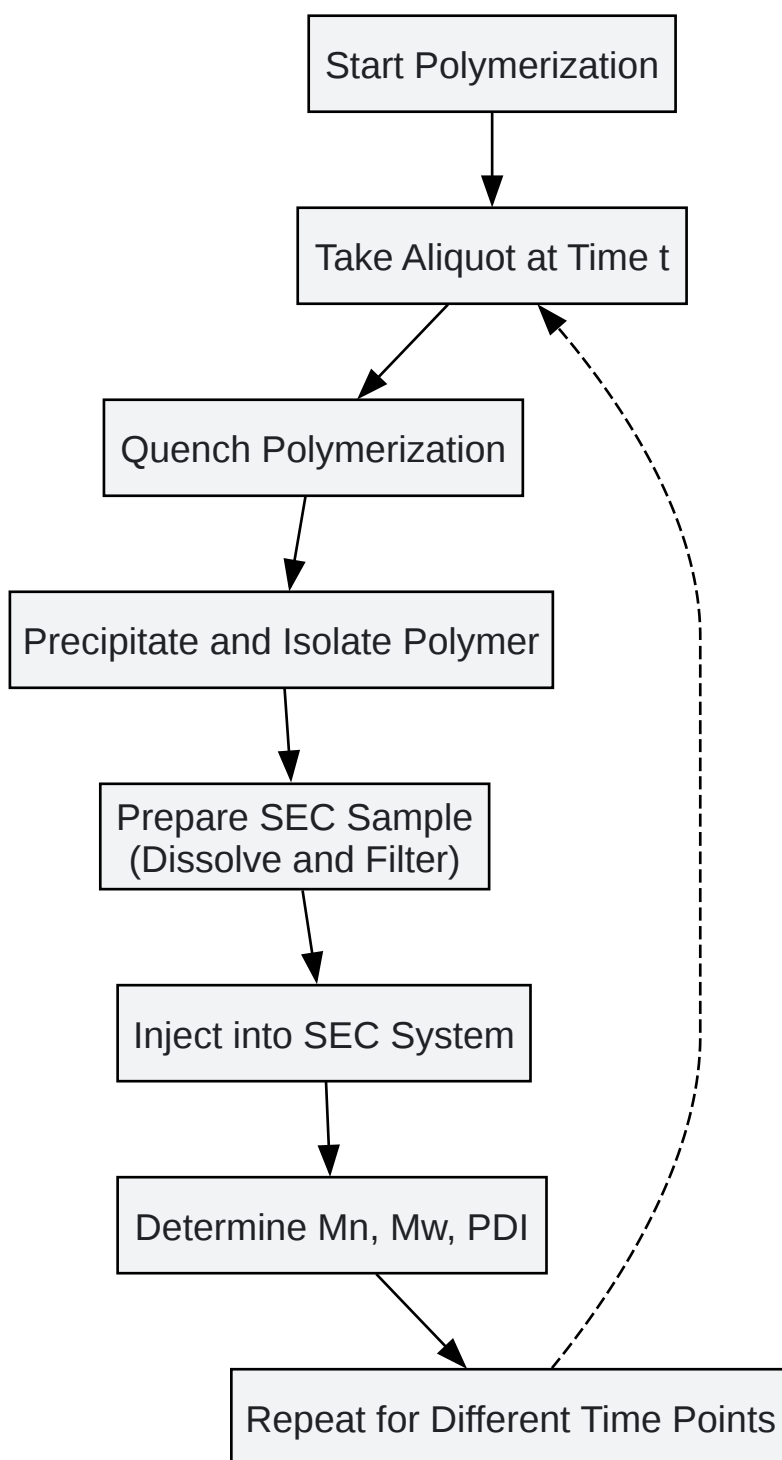 Start Polymerization
Take Aliquot at Time t
Quench Polymerization
Precipitate and Isolate Polymer
Prepare SEC Sample
(Dissolve and Filter)
Inject into SEC System
Determine Mn, Mw, PDI
Repeat for Different Time Points